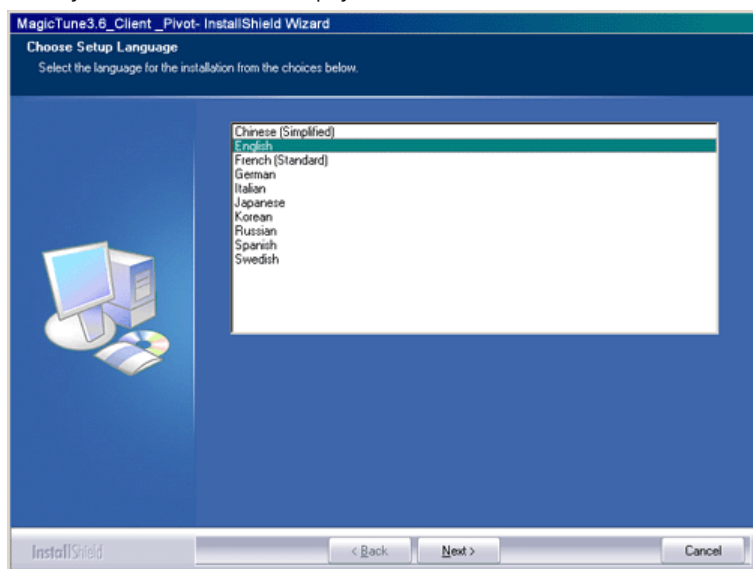 MagicTune3.6_Client _Pivot- InstallShield Wizard
Choose Setup Language
Select the language for the installation from the choices below.
Chinese (Simplified)
English
French (Standard)
German
Italian
Japanese
Korean
Russian
Spanish
Swedish
InstallShield
< Back
Next >
Cancel